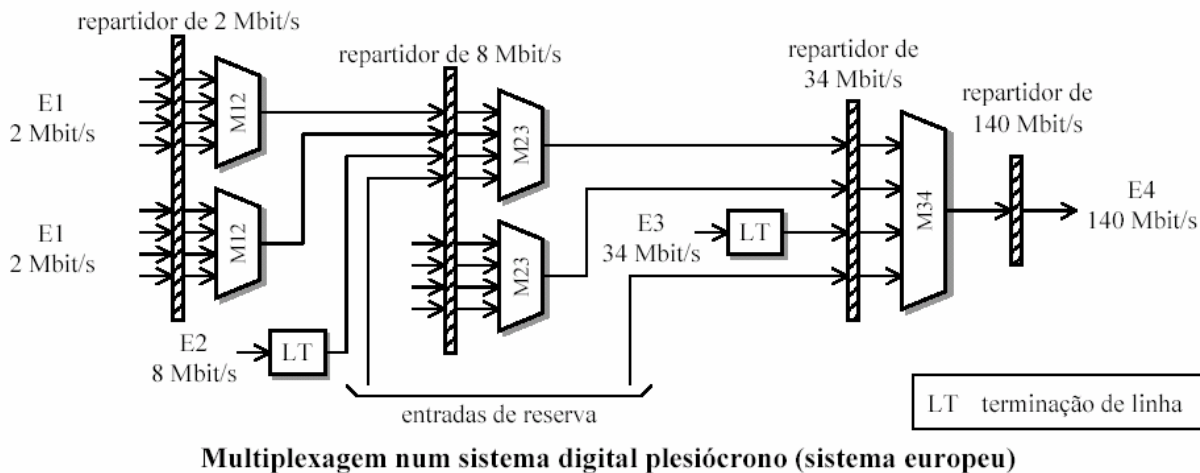 repartidor de 2 Mbit/s
repartidor de 8 Mbit/s
repartidor de
34 Mbit/s
repartidor de
140 Mbit/s
E1
2 Mbit/s
M12
M23
E1
2 Mbit/s
M12
M23
E3
34 Mbit/s
LT
M34
E4
140 Mbit/s
E2
8 Mbit/s
LT
entradas de reserva
LT terminação de linha
Multiplexagem num sistema digital plesiócrono (sistema europeu)